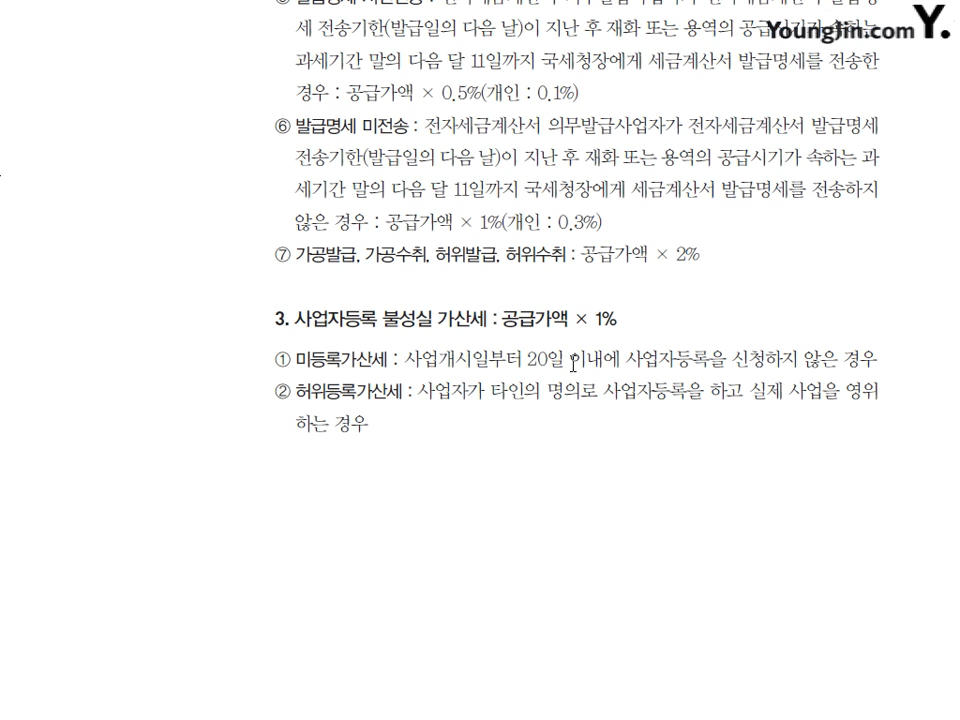 Youngjin.com Y.
세 전송기한(발급일의 다음 날)이 지난 후 재화 또는 용역의
과세기간 말의 다음 달 11일까지 국세청장에게 세금계산서 발급명세를 전송한
경우 : 공급가액 × 0.5%(개인 : 0.1%)
⑥ 발급명세 미전송 : 전자세금계산서 의무발급사업자가 전자세금계산서 발급명세
전송기한(발급일의 다음 날)이 지난 후 재화 또는 용역의 공급시기가 속하는 과
세기간 말의 다음 달 11일까지 국세청장에게 세금계산서 발급명세를 전송하지
않은 경우 : 공급가액 × 1%(개인 : 0.3%)
⑦ 가공발급, 가공수취, 허위발급, 허위수취 : 공급가액 × 2%
3. 사업자등록 불성실 가산세 : 공급가액 × 1%
① 미등록가산세 : 사업개시일부터 20일 이내에 사업자등록을 신청하지 않은 경우
② 허위등록가산세 : 사업자가 타인의 명의로 사업자등록을 하고 실제 사업을 영위
하는 경우